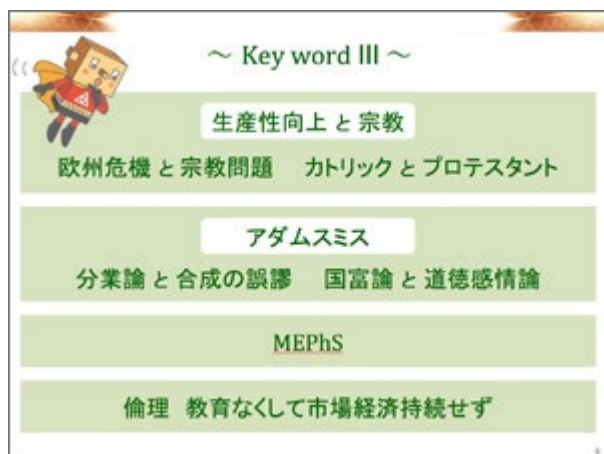 ～ Key word Ⅲ ～
生産性向上 と 宗教
欧州危機 と 宗教問題　カトリック と プロテスタント
アダムスミス
分業論 と 合成の誤謬　国富論 と 道徳感情論
MEPhS
倫理　教育なくして市場経済持続せず